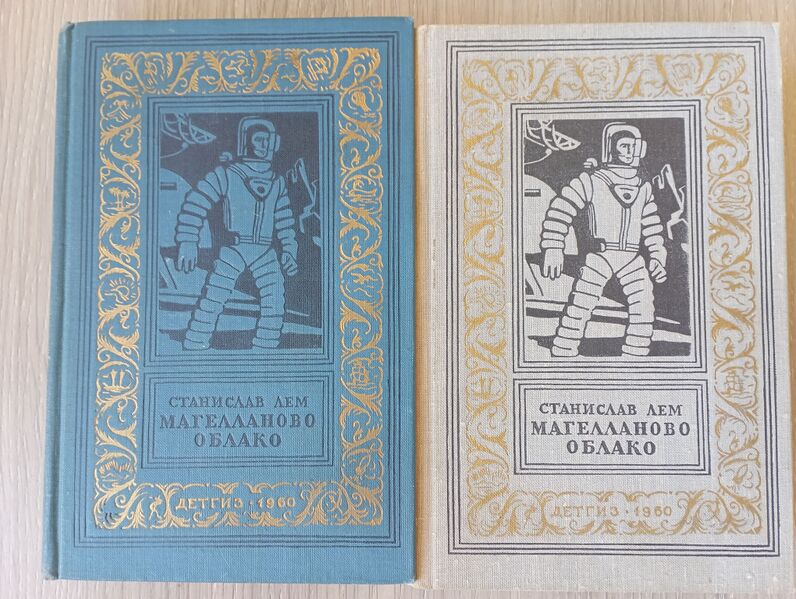 СТАНИСЛАВ ЛЕМ
МАГЕЛЛАНОВО
ОБЛАКО
ДЕТГИЗ · 1960
СТАНИСЛАВ ЛЕМ
МАГЕЛЛАНОВО
ОБЛАКО
ДЕТГИЗ · 1960